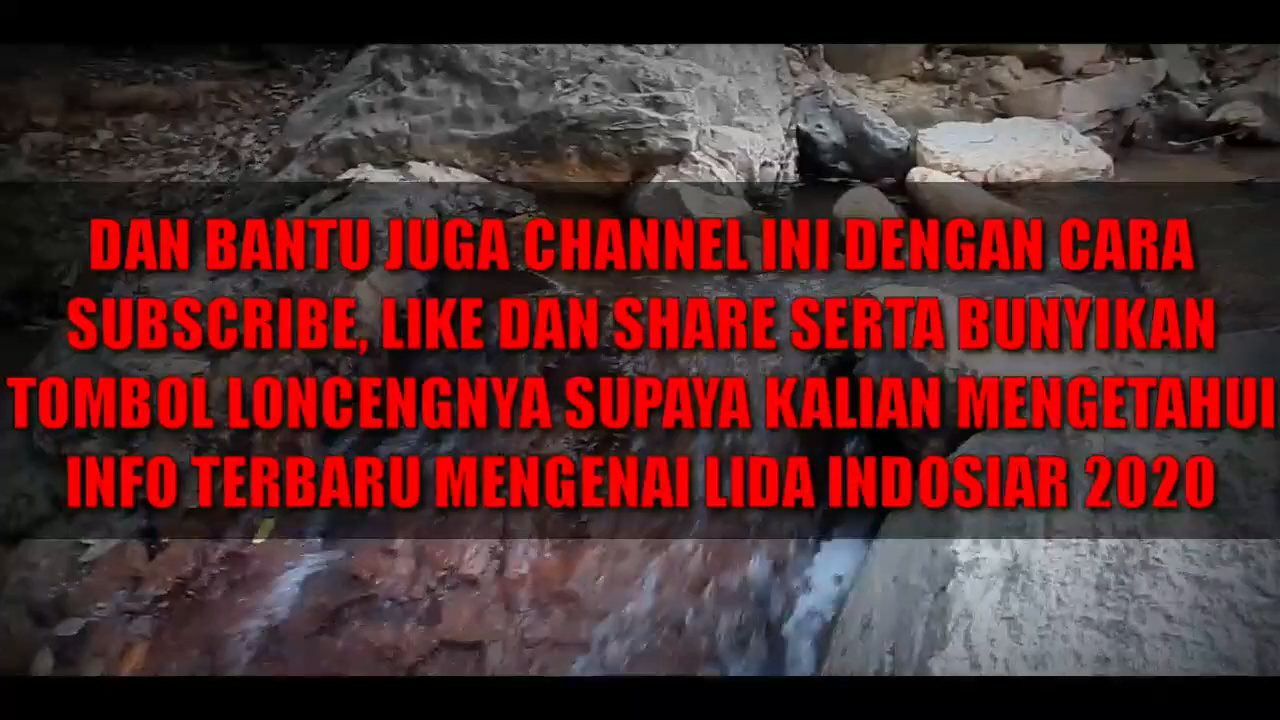 DAN BANTU JUGA CHANNEL INI DENGAN CARA
SUBSCRIBE, LIKE DAN SHARE SERTA BUNYIKAN
TOMBOL LONCENGNYA SUPAYA KALIAN MENGETAHUI
INFO TERBARU MENGENAI LIDA INDOSIAR 2020